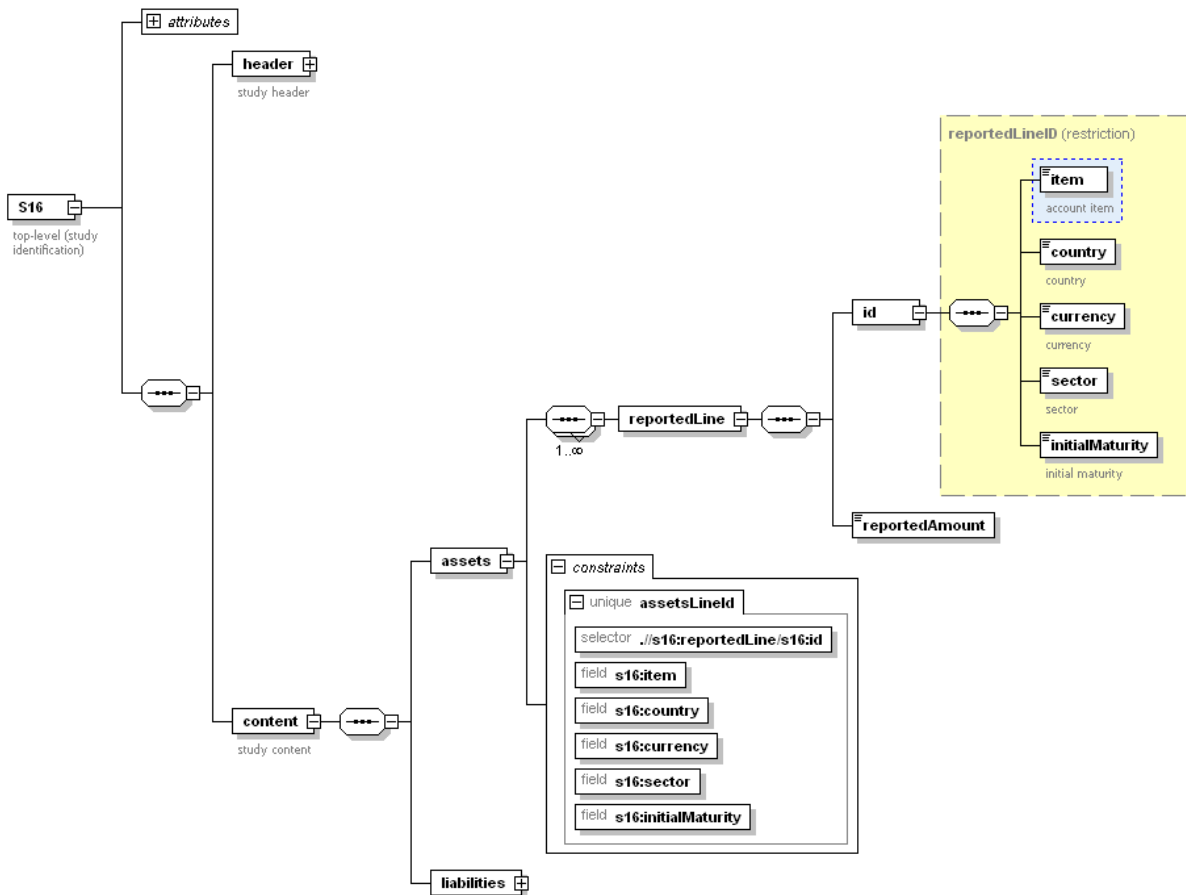 attributes
header
study header
reportedLineID (restriction)
item
account item
S16
top-level (study
identification)
country
country
id
currency
currency
sector
sector
reportedLine
1..∞
initialMaturity
initial maturity
reportedAmount
assets
constraints
unique assetsLineId
selector .//s16:reportedLine/s16:id
field s16:item
field s16:country
field s16:currency
field s16:sector
field s16:initialMaturity
content
study content
liabilities